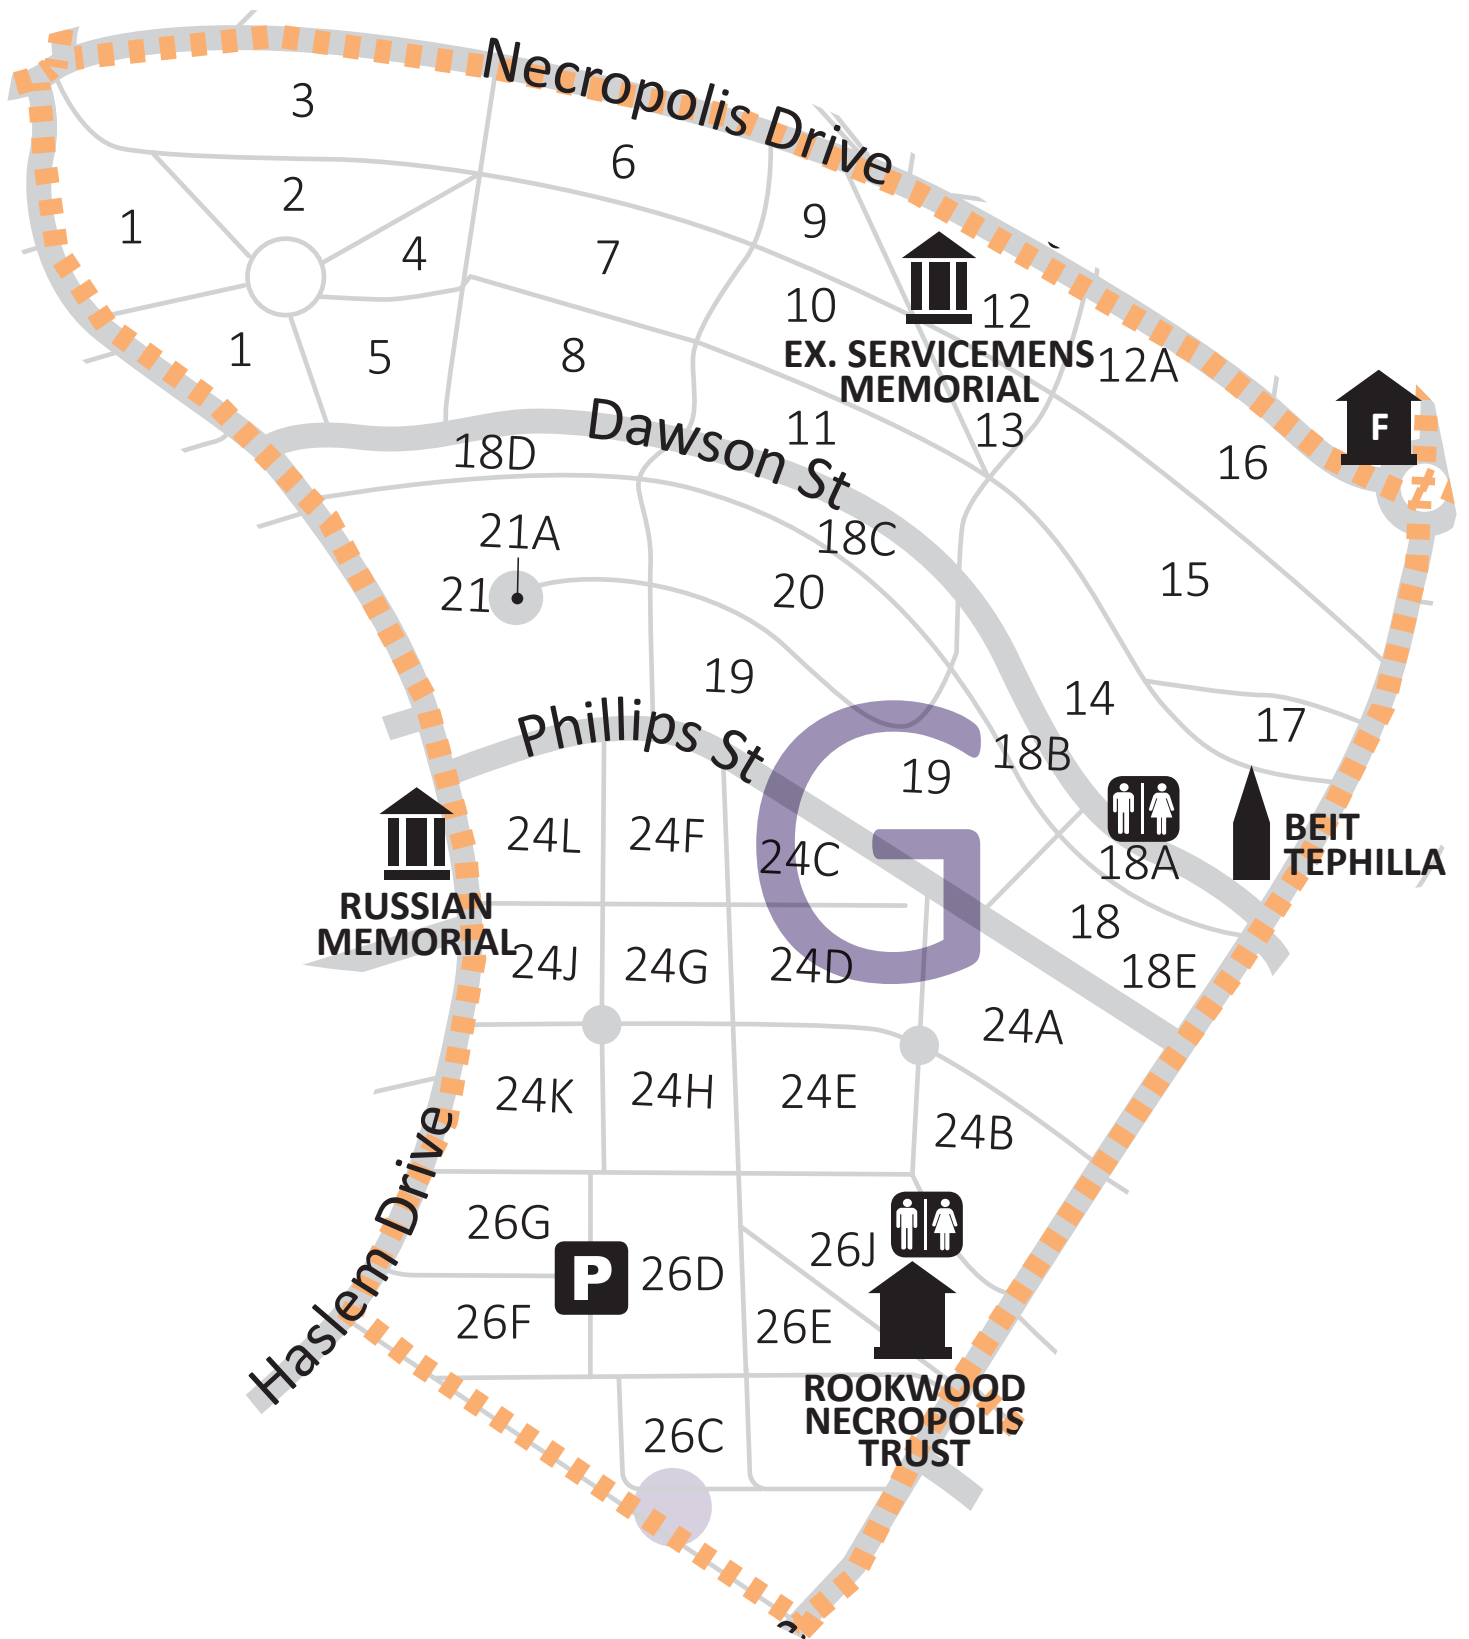 Necropolis Drive
3
6
2
1
9
4
7
10
12
1
5
8
EX. SERVICEMENS
MEMORIAL
12A
Dawson St
11
13
F
18D
16
21A
18C
21
20
15
19
14
Phillips St
17
18B
19
24L
24F
24C
BEIT
TEPHILLA
18A
G
RUSSIAN
MEMORIAL
18
24J
24G
24D
18E
24A
24K
24H
24E
24B
Haslem Drive
26G
26J
P
26D
26F
26E
ROOKWOOD
NECROPOLIS
TRUST
26C